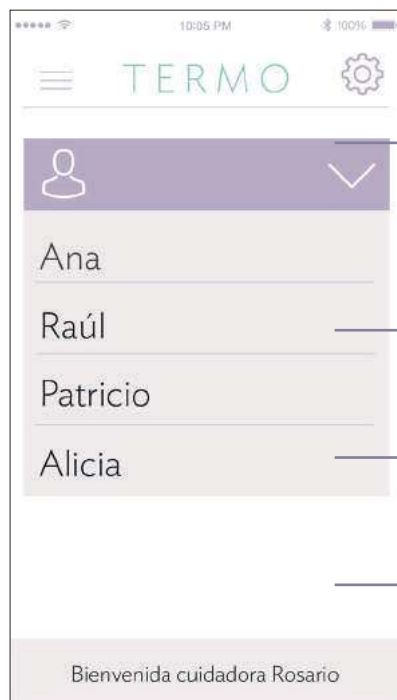 10:05 PM 100%
TERMO
Ana
Raúl
Patricio
Alicia
Bienvenida cuidadora Rosario